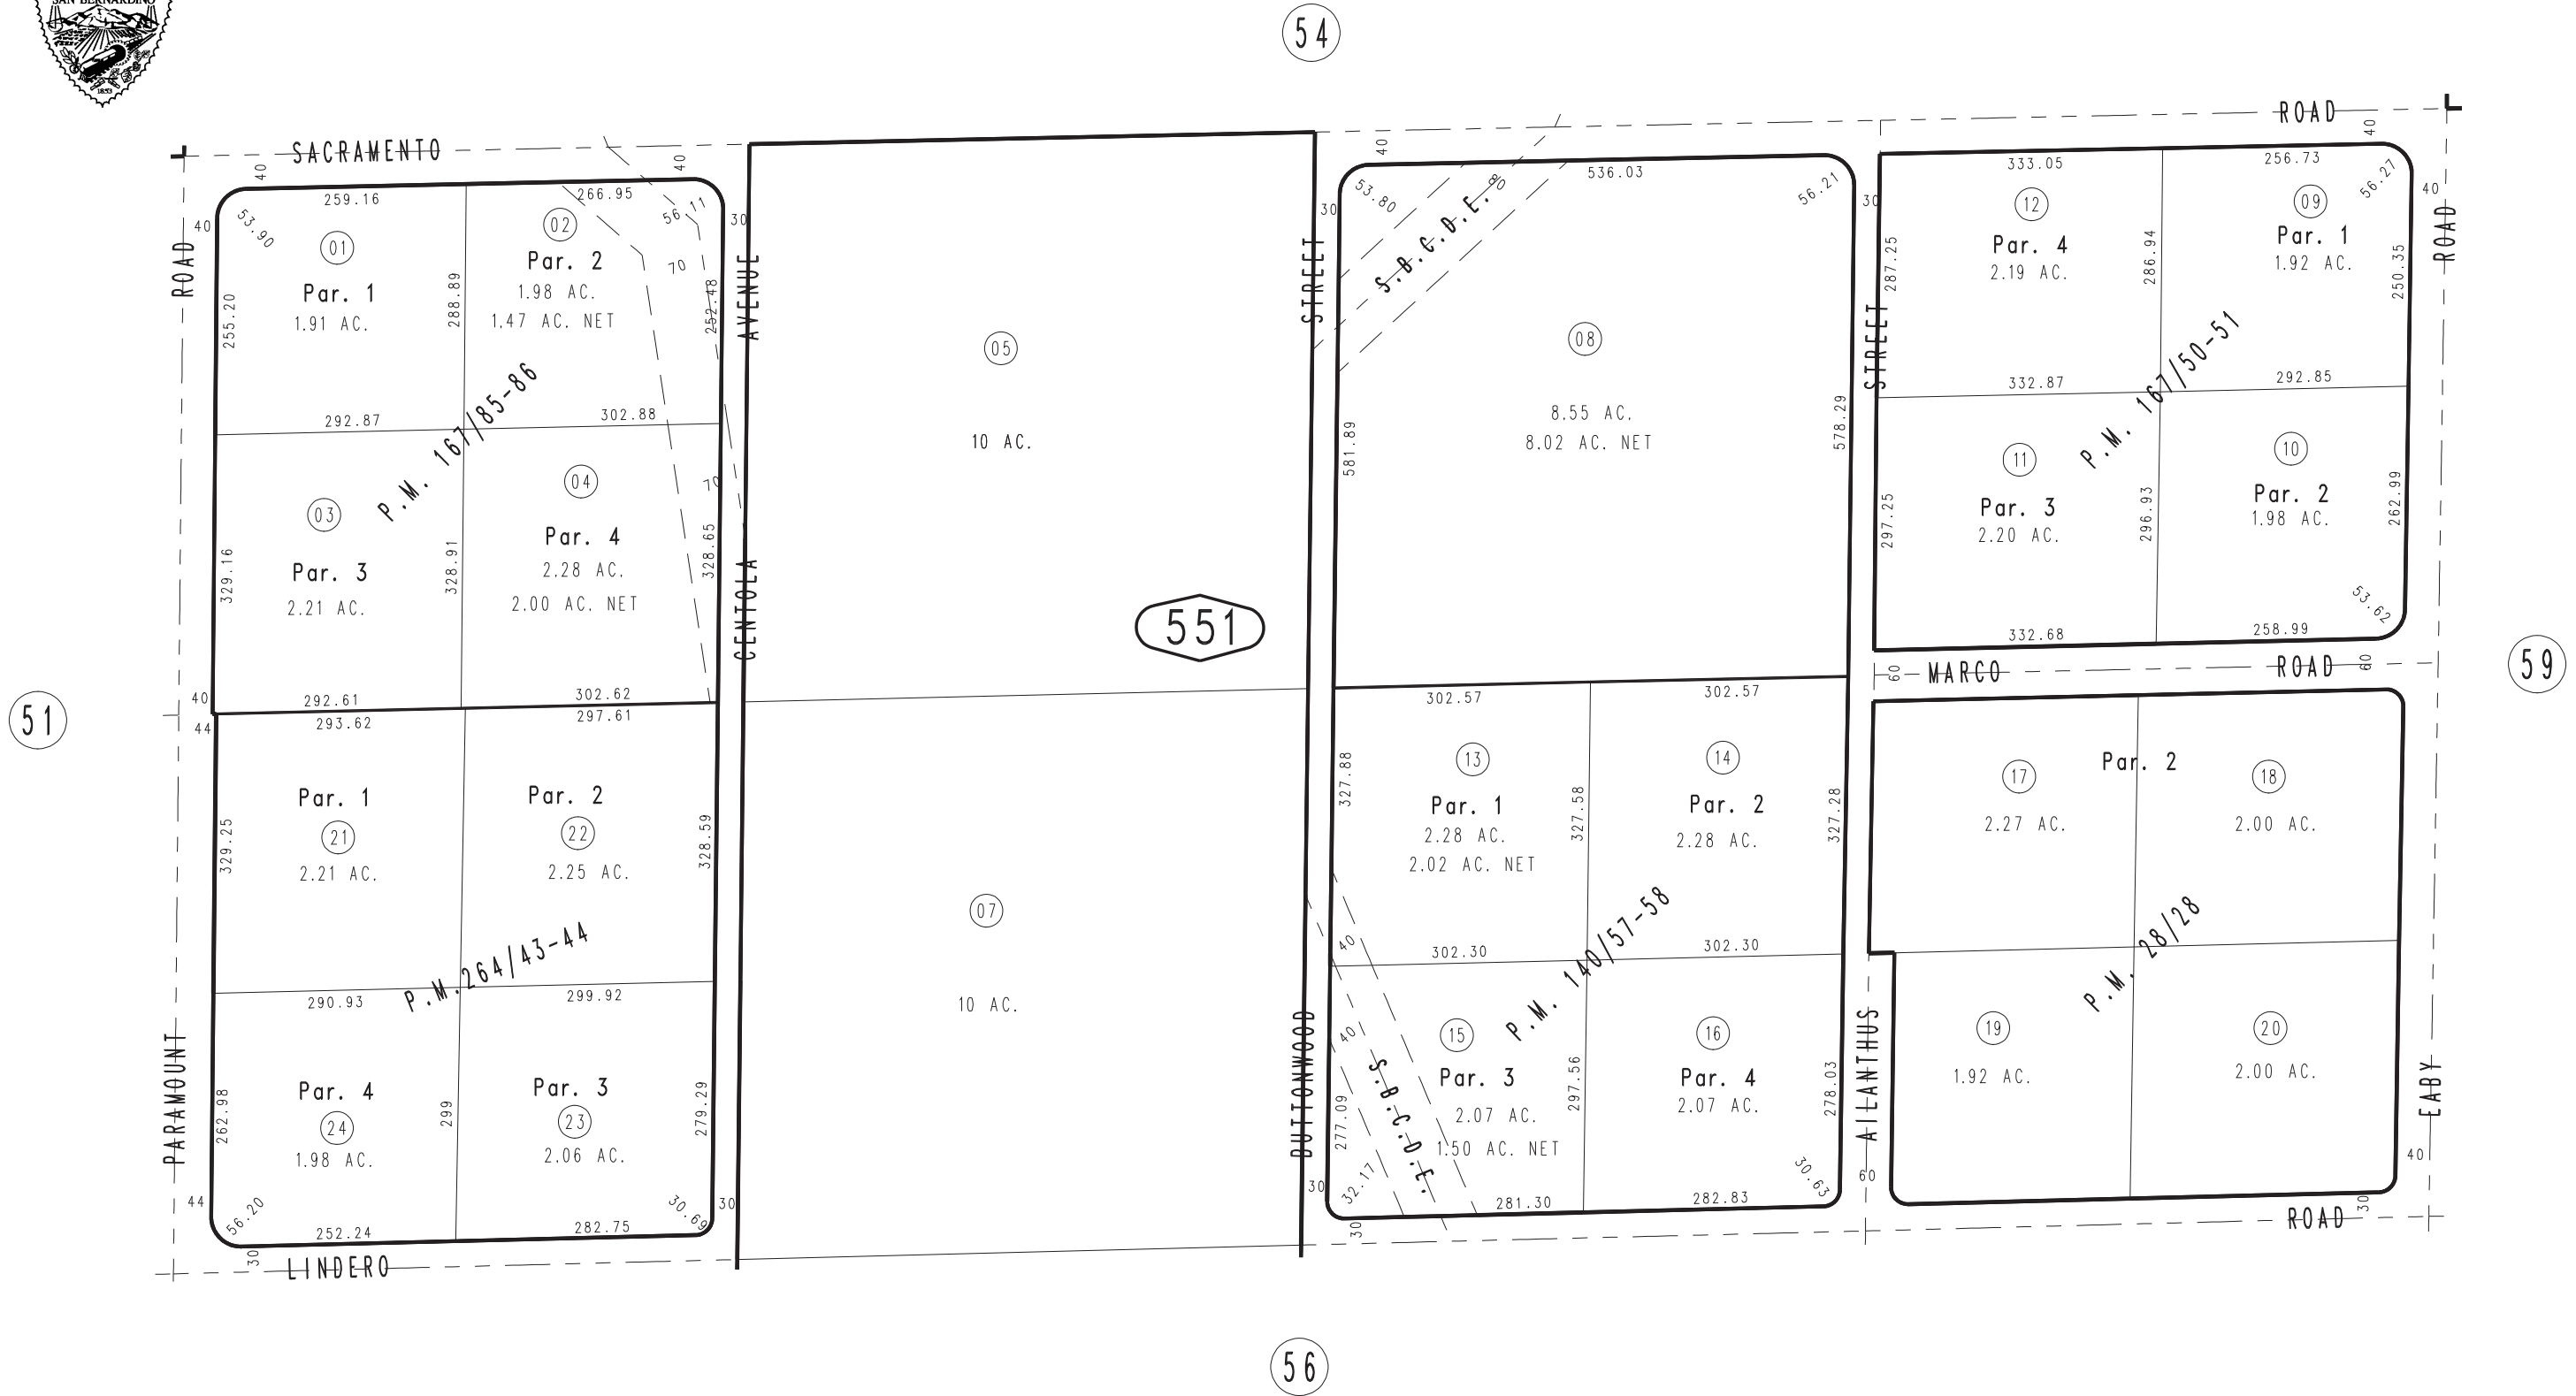 SAN BERNARDINO
1853
54
SACRAMENTO
ROAD
40
40
40
40
259.16
266.95
536.03
333.05
256.73
53.90
56.11
53.80
80
56.21
56.27
40
30
30
30
40
ROAD
AVENUE
STREET
STREET
ROAD
01
Par. 1
1.91 AC.
255.20
288.89
02
Par. 2
1.98 AC.
1.47 AC. NET
70
252.48
05
10 AC.
S.B.C.D.E.
08
8.55 AC.
8.02 AC. NET
581.89
578.29
12
Par. 4
2.19 AC.
287.25
286.94
09
Par. 1
1.92 AC.
250.35
P.M. 167/85-86
P.M. 167/50-51
292.87
302.88
332.87
292.85
03
Par. 3
2.21 AC.
329.16
328.91
04
Par. 4
2.28 AC.
2.00 AC. NET
70
328.65
CENTOLA
551
11
Par. 3
2.20 AC.
297.25
296.93
10
Par. 2
1.98 AC.
262.99
53.62
332.68
258.99
60
MARCO
ROAD
60
59
51
40
44
292.61
302.62
293.62
297.61
302.57
302.57
Par. 1
21
2.21 AC.
329.25
Par. 2
22
2.25 AC.
328.59
07
10 AC.
13
Par. 1
2.28 AC.
2.02 AC. NET
327.88
327.58
14
Par. 2
2.28 AC.
327.28
17
2.27 AC.
Par. 2
18
2.00 AC.
P.M.264/43-44
P.M. 140/57-58
P.M. 28/28
290.93
299.92
40
302.30
302.30
PARAMOUNT
Par. 4
24
1.98 AC.
262.98
299
Par. 3
23
2.06 AC.
279.29
BUTTONWOOD
40
S.B.C.D.E.
15
Par. 3
2.07 AC.
1.50 AC. NET
277.09
297.56
16
Par. 4
2.07 AC.
278.03
AILANTHUS
19
1.92 AC.
20
2.00 AC.
EABY
40
44
56.20
30.69
30
30
32.17
30.63
60
252.24
282.75
281.30
282.83
30
30
30
LINDERO
ROAD
56